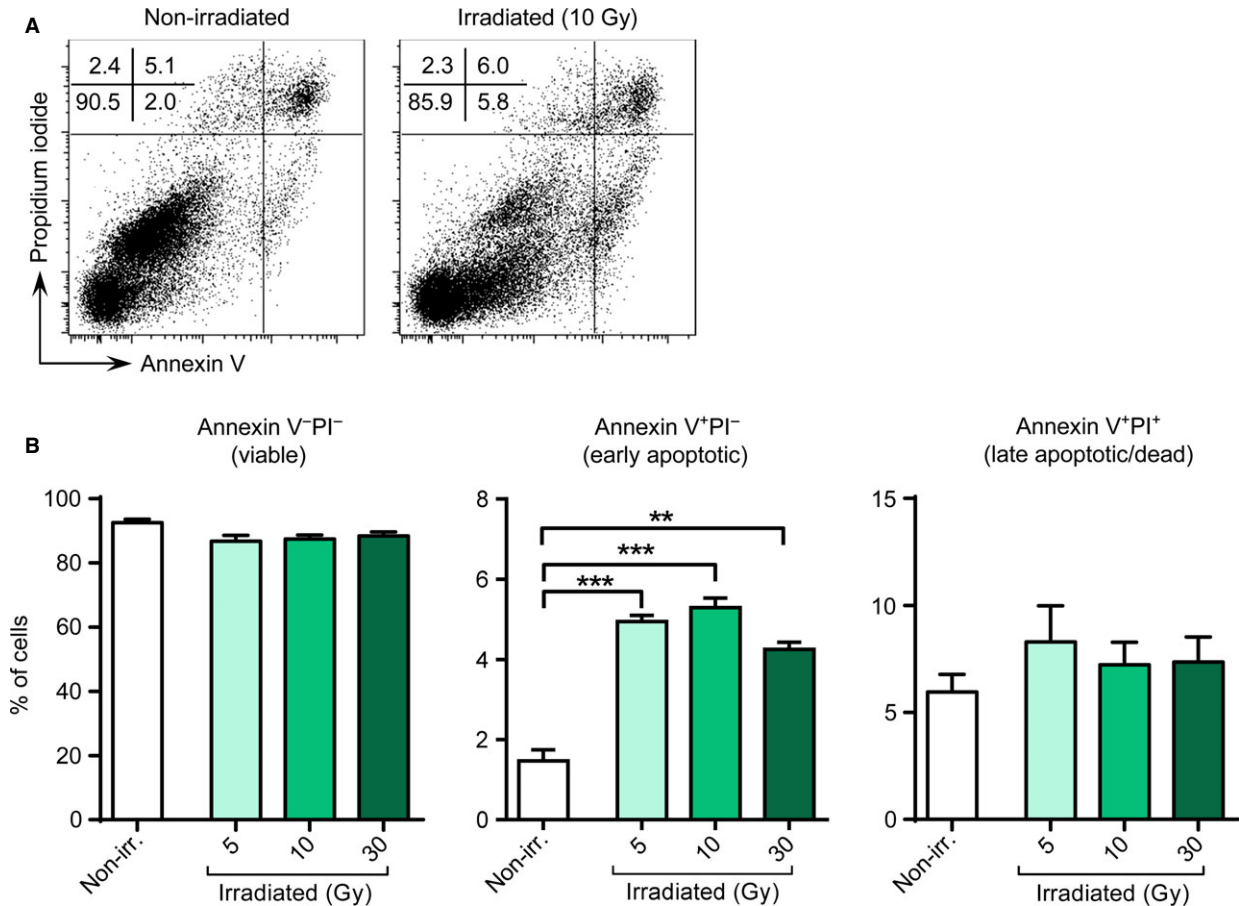 A
Non-irradiated
Irradiated (10 Gy)
2.4 5.1
90.5 2.0
2.3 6.0
85.9 5.8
Propidium iodide
Annexin V
B
Annexin V⁻PI⁻
(viable)
Annexin V⁺PI⁻
(early apoptotic)
Annexin V⁺PI⁺
(late apoptotic/dead)
% of cells
100
80
60
40
20
0
Non-irr.
5
10
30
Irradiated (Gy)
8
6
4
2
0
**
***
***
Non-irr.
5
10
30
Irradiated (Gy)
15
10
5
0
Non-irr.
5
10
30
Irradiated (Gy)